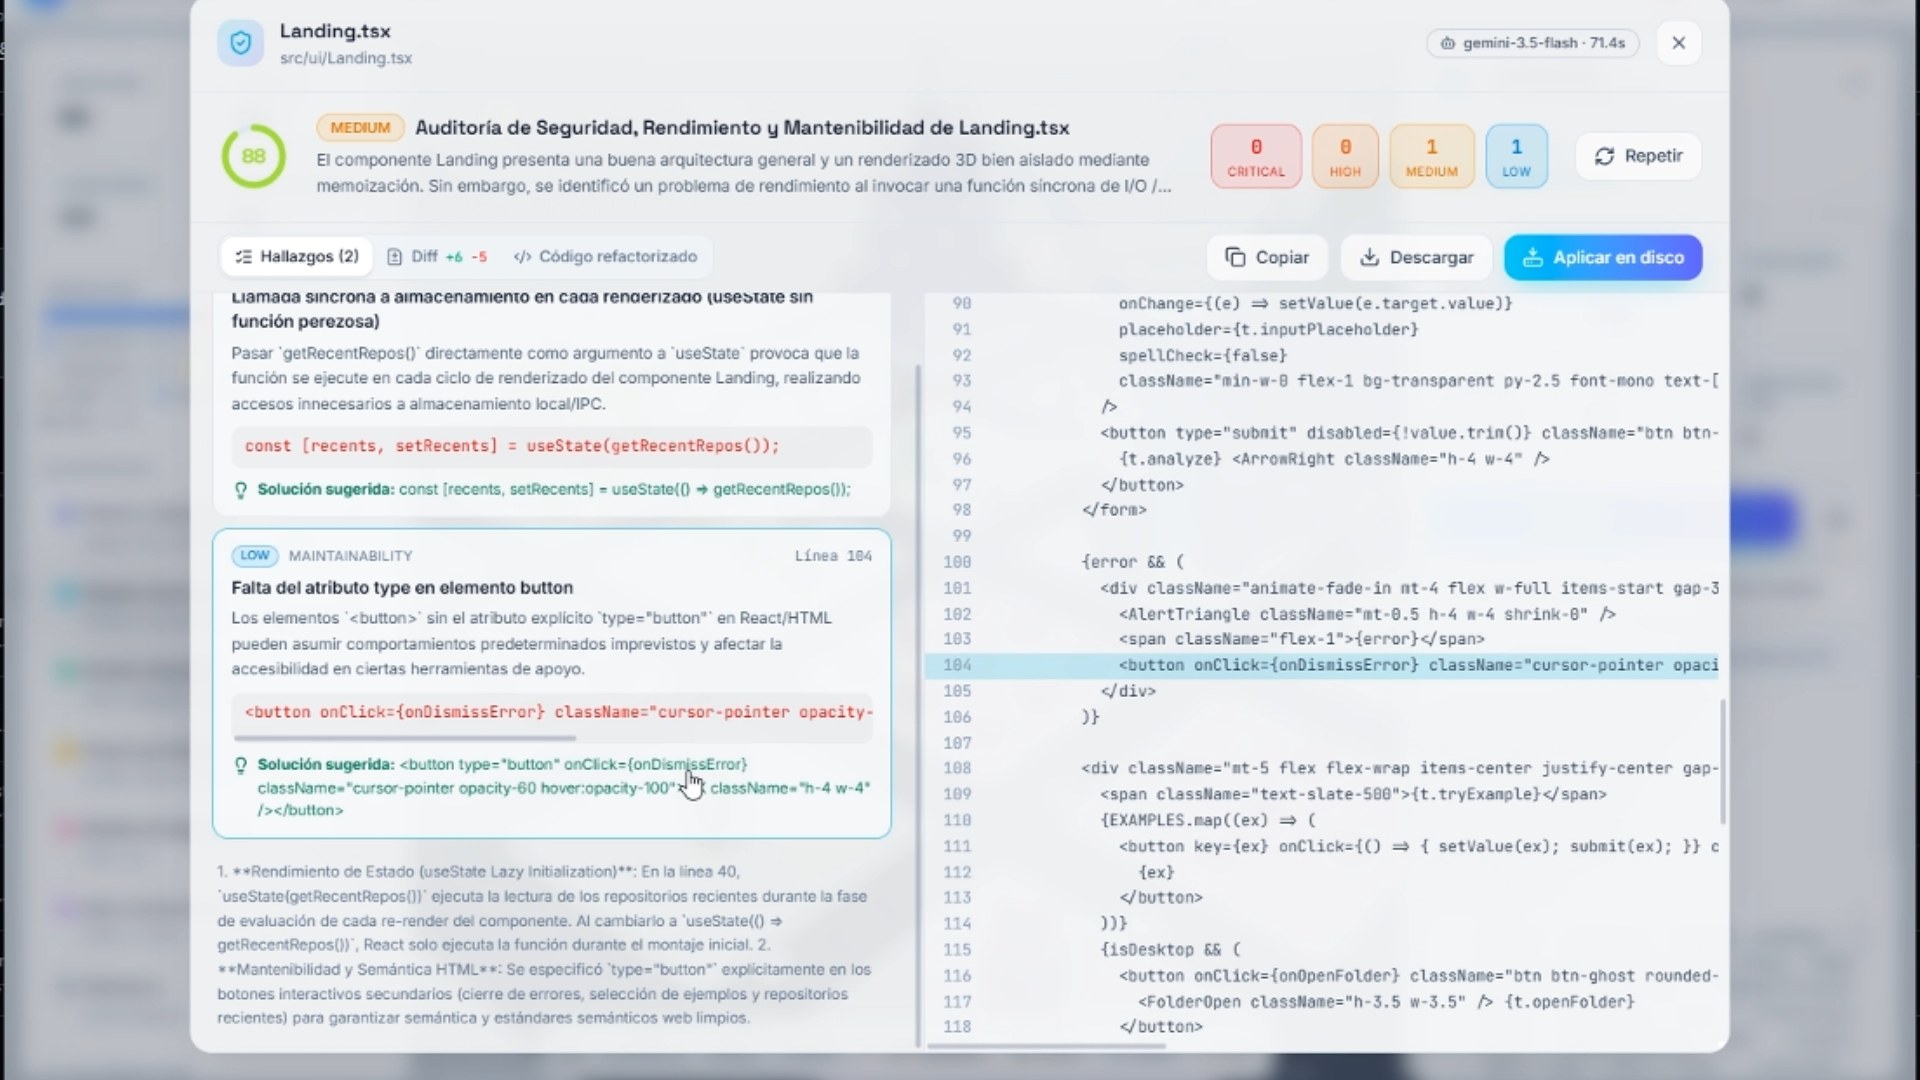 Landing.tsx
src/ui/Landing.tsx
gemini-3.5-flash · 71.4s
88
MEDIUM Auditoría de Seguridad, Rendimiento y Mantenibilidad de Landing.tsx
El componente Landing presenta una buena arquitectura general y un renderizado 3D bien aislado mediante
memoización. Sin embargo, se identificó un problema de rendimiento al invocar una función síncrona de I/O /...
0 CRITICAL
0 HIGH
1 MEDIUM
1 LOW
Repetir
Hallazgos (2)
Diff +6 -5
</> Código refactorizado
Copiar
Descargar
Aplicar en disco
Llamada síncrona a almacenamiento en cada renderizado (useState sin
función perezosa)
Pasar `getRecentRepos()` directamente como argumento a `useState` provoca que la
función se ejecute en cada ciclo de renderizado del componente Landing, realizando
accesos innecesarios a almacenamiento local/IPC.
const [recents, setRecents] = useState(getRecentRepos());
Solución sugerida: const [recents, setRecents] = useState(() => getRecentRepos());
LOW MAINTAINABILITY Línea 104
Falta del atributo type en elemento button
Los elementos `<button>` sin el atributo explícito `type="button"` en React/HTML
pueden asumir comportamientos predeterminados imprevistos y afectar la
accesibilidad en ciertas herramientas de apoyo.
<button onClick={onDismissError} className="cursor-pointer opacity-
Solución sugerida: <button type="button" onClick={onDismissError}
className="cursor-pointer opacity-60 hover:opacity-100" className="h-4 w-4"
/></button>
1. **Rendimiento de Estado (useState Lazy Initialization)**: En la línea 40,
`useState(getRecentRepos())` ejecuta la lectura de los repositorios recientes durante la fase
de evaluación de cada re-render del componente. Al cambiarlo a `useState(() =>
getRecentRepos())`, React solo ejecuta la función durante el montaje inicial. 2.
**Mantenibilidad y Semántica HTML**: Se especificó `type="button"` explícitamente en los
botones interactivos secundarios (cierre de errores, selección de ejemplos y repositorios
recientes) para garantizar semántica y estándares semánticos web limpios.
90 onChange={(e) => setValue(e.target.value)}
91 placeholder={t.inputPlaceholder}
92 spellCheck={false}
93 className="min-w-0 flex-1 bg-transparent py-2.5 font-mono text-[
94 />
95 <button type="submit" disabled={!value.trim()} className="btn btn-
96 {t.analyze} <ArrowRight className="h-4 w-4" />
97 </button>
98 </form>
99
100 {error && (
101 <div className="animate-fade-in mt-4 flex w-full items-start gap-3
102 <AlertTriangle className="mt-0.5 h-4 w-4 shrink-0" />
103 <span className="flex-1">{error}</span>
104 <button onClick={onDismissError} className="cursor-pointer opaci
105 </div>
106 )}
107
108 <div className="mt-5 flex flex-wrap items-center justify-center gap-
109 <span className="text-slate-500">{t.tryExample}</span>
110 {EXAMPLES.map((ex) => (
111 <button key={ex} onClick={() => { setValue(ex); submit(ex); }} c
112 {ex}
113 </button>
114 ))}
115 {isDesktop && (
116 <button onClick={onOpenFolder} className="btn btn-ghost rounded-
117 <FolderOpen className="h-3.5 w-3.5" /> {t.openFolder}
118 </button>